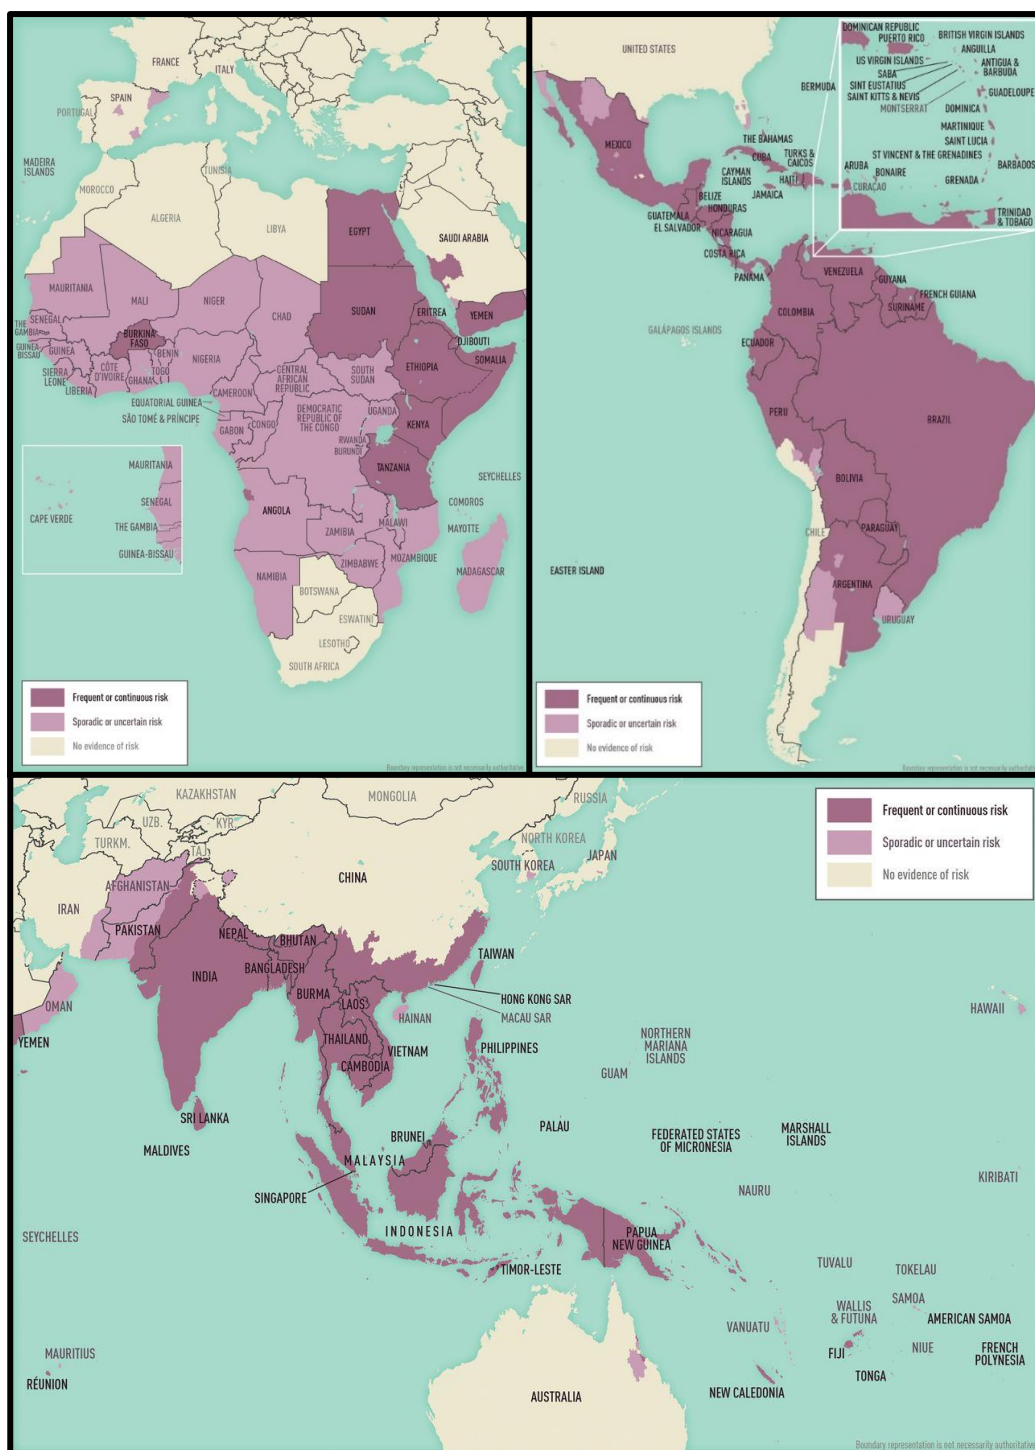 FRANCE
ITALY
SPAIN
PORTUGAL
MADEIRA
ISLANDS
TUNISIA
MOROCCO
ALGERIA
LIBYA
EGYPT
SAUDI ARABIA
MAURITANIA
MALI
NIGER
CHAD
SUDAN
ERITREA
YEMEN
SENEGAL
THE
GAMBIA
GUINEA
BISSAU
GUINEA
BURKINA
FASO
BENIN
NIGERIA
DJIBOUTI
SOMALIA
SIERRA
LEONE
LIBERIA
CÔTE
D'IVOIRE
GHANA
TOGO
CAMEROON
CENTRAL
AFRICAN
REPUBLIC
SOUTH
SUDAN
ETHIOPIA
EQUATORIAL GUINEA
SÃO TOMÉ & PRÍNCIPE
GABON
CONGO
DEMOCRATIC
REPUBLIC OF
THE CONGO
UGANDA
KENYA
RWANDA
BURUNDI
TANZANIA
SEYCHELLES
MAURITANIA
SENEGAL
CAPE VERDE
THE GAMBIA
GUINEA-BISSAU
ANGOLA
ZAMBIA
MALAWI
COMOROS
MAYOTTE
MOZAMBIQUE
ZIMBABWE
MADAGASCAR
NAMIBIA
BOTSWANA
ESWATINI
LESOTHO
SOUTH AFRICA
Frequent or continuous risk
Sporadic or uncertain risk
No evidence of risk
Boundary representation is not necessarily authoritative
UNITED STATES
BERMUDA
DOMINICAN REPUBLIC
PUERTO RICO
BRITISH VIRGIN ISLANDS
ANGUILLA
US VIRGIN ISLANDS
SABA
ANTIGUA &
BARBUDA
SINT EUSTATIUS
SAINT KITTS & NEVIS
GUADELOUPE
MONTSERRAT
DOMINICA
MARTINIQUE
SAINT LUCIA
ST VINCENT & THE GRENADINES
BARBADOS
ARUBA
BONAIRE
GRENADA
CURAÇAO
TRINIDAD
& TOBAGO
MEXICO
THE BAHAMAS
CUBA
TURKS &
CAICOS
CAYMAN
ISLANDS
HAITI
JAMAICA
BELIZE
HONDURAS
GUATEMALA
EL SALVADOR
NICARAGUA
COSTA RICA
PANAMA
VENEZUELA
GUYANA
FRENCH GUIANA
SURINAME
COLOMBIA
GALÁPAGOS ISLANDS
ECUADOR
PERU
BRAZIL
BOLIVIA
PARAGUAY
CHILE
EASTER ISLAND
ARGENTINA
URUGUAY
Frequent or continuous risk
Sporadic or uncertain risk
No evidence of risk
Boundary representation is not necessarily authoritative
KAZAKHSTAN
MONGOLIA
RUSSIA
UZB.
KYR.
TURKM.
TAJ.
NORTH KOREA
SOUTH KOREA
JAPAN
Frequent or continuous risk
Sporadic or uncertain risk
No evidence of risk
IRAN
AFGHANISTAN
CHINA
PAKISTAN
NEPAL
BHUTAN
TAIWAN
INDIA
BANGLADESH
BURMA
HONG KONG SAR
OMAN
LAOS
HAINAN
MACAU SAR
HAWAII
YEMEN
THAILAND
VIETNAM
PHILIPPINES
NORTHERN
MARIANA
ISLANDS
CAMBODIA
GUAM
SRI LANKA
MALDIVES
BRUNEI
PALAU
FEDERATED STATES
OF MICRONESIA
MARSHALL
ISLANDS
MALAYSIA
KIRIBATI
SINGAPORE
NAURU
SEYCHELLES
INDONESIA
PAPUA
NEW GUINEA
TIMOR-LESTE
TUVALU
TOKELAU
WALLIS
& FUTUNA
SAMOA
AMERICAN SAMOA
VANUATU
MAURITIUS
FIJI
NIUE
FRENCH
POLYNESIA
RÉUNION
TONGA
NEW CALEDONIA
AUSTRALIA
Boundary representation is not necessarily authoritative